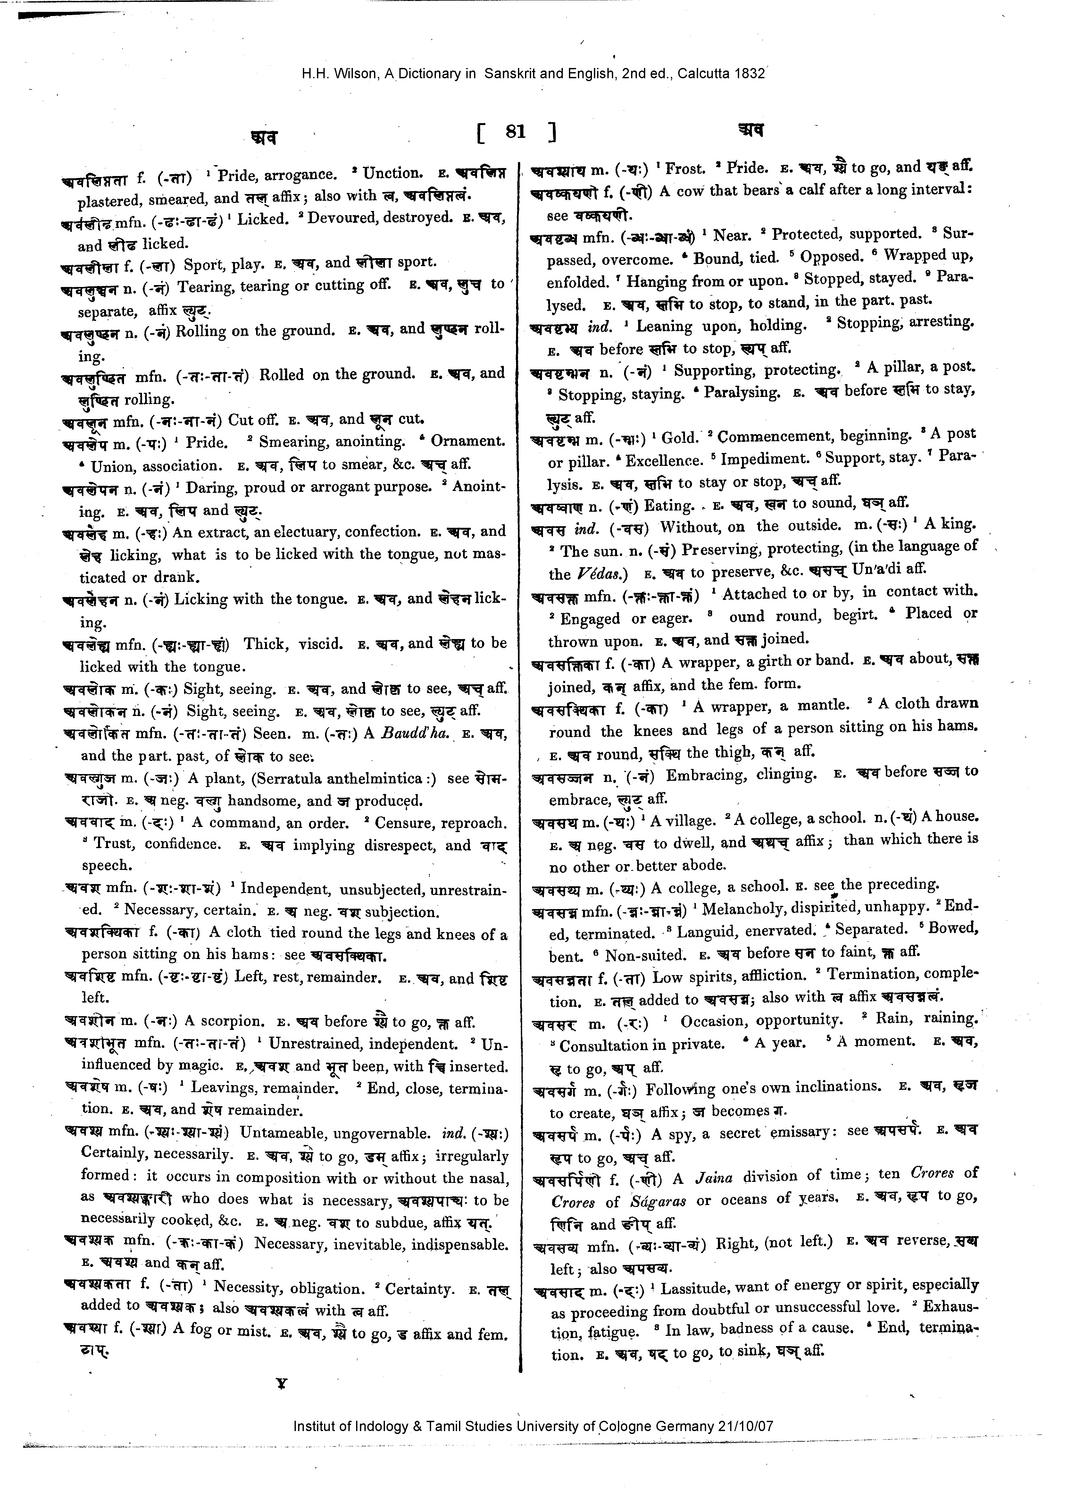 H.H. Wilson, A Dictionary in Sanskrit and English, 2nd ed., Calcutta 1832
अव
[ 81 ]
अव
अवलिप्तता f. (-ता) ¹ Pride, arrogance. ² Unction. E. अवलिप्त
plastered, smeared, and तल् affix; also with त्व, अवलिप्तत्वं.
अवलीढ mfn. (-ढः-ढा-ढं) ¹ Licked. ² Devoured, destroyed. E. अव,
and लीढ licked.
अवलीला f. (-ला) Sport, play. E. अव, and लीला sport.
अवलुञ्चन n. (-नं) Tearing, tearing or cutting off. E. अव, लुच to
separate, affix ल्युट्.
अवलुण्ठन n. (-नं) Rolling on the ground. E. अव, and लुण्ठन roll-
ing.
अवलुण्ठित mfn. (-तः-ता-तं) Rolled on the ground. E. अव, and
लुण्ठित rolling.
अवलून mfn. (-नः-ना-नं) Cut off. E. अव, and लून cut.
अवलेप m. (-पः) ¹ Pride. ² Smearing, anointing. ⁴ Ornament.
⁴ Union, association. E. अव, लिप to smear, &c. अच् aff.
अवलेपन n. (-नं) ¹ Daring, proud or arrogant purpose. ² Anoint-
ing. E. अव, लिप and ल्युट्.
अवलेह m. (-हः) An extract, an electuary, confection. E. अव, and
लेह licking, what is to be licked with the tongue, not mas-
ticated or drank.
अवलेहन n. (-नं) Licking with the tongue. E. अव, and लेहन lick-
ing.
अवलेह्य mfn. (-ह्यः-ह्या-ह्यं) Thick, viscid. E. अव, and लेह्य to be
licked with the tongue.
अवलोक m. (-कः) Sight, seeing. E. अव, and लोकृ to see, अच् aff.
अवलोकन n. (-नं) Sight, seeing. E. अव, लोकृ to see, ल्युट् aff.
अवलोकित mfn. (-तः-ता-तं) Seen. m. (-तः) A Baudd'ha. E. अव,
and the part. past, of लोक to see.
अवल्गुज m. (-जः) A plant, (Serratula anthelmintica:) see सोम-
राजी. E. अ neg. वल्गु handsome, and ज produced.
अववाद m. (-दः) ¹ A command, an order. ² Censure, reproach.
³ Trust, confidence. E. अव implying disrespect, and वाद
speech.
अवश mfn. (-शः-शा-शं) ¹ Independent, unsubjected, unrestrain-
ed. ² Necessary, certain. E. अ neg. वश subjection.
अवशक्थिका f. (-का) A cloth tied round the legs and knees of a
person sitting on his hams: see अवसक्थिका.
अवशिष्ट mfn. (-ष्टः-ष्टा-ष्टं) Left, rest, remainder. E. अव, and शिष्ट
left.
अवशीन m. (-नः) A scorpion. E. अव before श्यै to go, क्त aff.
अवशीभूत mfn. (-तः-ता-तं) ¹ Unrestrained, independent. ² Un-
influenced by magic. E. अवश and भूत been, with च्वि inserted.
अवशेष m. (-षः) ¹ Leavings, remainder. ² End, close, termina-
tion. E. अव, and शेष remainder.
अवश्य mfn. (-श्यः-श्या-श्यं) Untameable, ungovernable. ind. (-श्यः)
Certainly, necessarily. E. अव, श्यै to go, डम् affix; irregularly
formed: it occurs in composition with or without the nasal,
as अवश्यङ्कारी who does what is necessary, अवश्यपाच्यः to be
necessarily cooked, &c. E. अ neg. वश to subdue, affix यत्.
अवश्यक mfn. (-कः-का-कं) Necessary, inevitable, indispensable.
E. अवश्य and कन् aff.
अवश्यकता f. (-ता) ¹ Necessity, obligation. ² Certainty. E. तल्
added to अवश्यक; also अवश्यकत्वं with त्व aff.
अवश्या f. (-श्या) A fog or mist. E. अव, श्यै to go, ड affix and fem.
टाप्.
Y
अवश्याय m. (-यः) ¹ Frost. ² Pride. E. अव, श्यै to go, and यङ् aff.
अवष्कयणी f. (-णी) A cow that bears a calf after a long interval:
see वष्कयणी.
अवष्टब्ध mfn. (-ब्धः-ब्धा-ब्धं) ¹ Near. ² Protected, supported. ³ Sur-
passed, overcome. ⁴ Bound, tied. ⁵ Opposed. ⁶ Wrapped up,
enfolded. ⁷ Hanging from or upon. ⁸ Stopped, stayed. ⁹ Para-
lysed. E. अव, स्तभि to stop, to stand, in the part. past.
अवष्टभ्य ind. ¹ Leaning upon, holding. ² Stopping, arresting.
E. अव before स्तभि to stop, ल्यप् aff.
अवष्टम्भन n. (-नं) ¹ Supporting, protecting. ² A pillar, a post.
³ Stopping, staying. ⁴ Paralysing. E. अव before स्तभि to stay,
ल्युट् aff.
अवष्टम्भ m. (-म्भः) ¹ Gold. ² Commencement, beginning. ³ A post
or pillar. ⁴ Excellence. ⁵ Impediment. ⁶ Support, stay. ⁷ Para-
lysis. E. अव, स्तभि to stay or stop, अच् aff.
अवष्वाण n. (-णं) Eating. E. अव, स्वन to sound, घञ् aff.
अवस ind. (-वस) Without, on the outside. m. (-सः) ¹ A king.
² The sun. n. (-सं) Preserving, protecting, (in the language of
the Védas.) E. अव to preserve, &c. असच् Un'a'di aff.
अवसक्त mfn. (-क्तः-क्ता-क्तं) ¹ Attached to or by, in contact with.
² Engaged or eager. ³ ound round, begirt. ⁴ Placed or
thrown upon. E. अव, and सक्त joined.
अवसक्तिका f. (-का) A wrapper, a girth or band. E. अव about, सक्त
joined, कन् affix, and the fem. form.
अवसक्थिका f. (-का) ¹ A wrapper, a mantle. ² A cloth drawn
round the knees and legs of a person sitting on his hams.
E. अव round, सक्थि the thigh, कन् aff.
अवसञ्जन n. (-नं) Embracing, clinging. E. अव before सञ्ज to
embrace, ल्युट् aff.
अवसथ m. (-थः) ¹ A village. ² A college, a school. n. (-थं) A house.
E. अ neg. वस to dwell, and अथच् affix; than which there is
no other or better abode.
अवसथ्य m. (-थ्यः) A college, a school. E. see the preceding.
अवसन्न mfn. (-न्नः-न्ना-न्नं) ¹ Melancholy, dispirited, unhappy. ² End-
ed, terminated. ³ Languid, enervated. ⁴ Separated. ⁵ Bowed,
bent. ⁶ Non-suited. E. अव before सन to faint, क्त aff.
अवसन्नता f. (-ता) Low spirits, affliction. ² Termination, comple-
tion. E. तल् added to अवसन्न; also with त्व affix अवसन्नत्वं.
अवसर m. (-रः) ¹ Occasion, opportunity. ² Rain, raining.
³ Consultation in private. ⁴ A year. ⁵ A moment. E. अव,
सृ to go, अप् aff.
अवसर्ग m. (-र्गः) Following one's own inclinations. E. अव, सृज
to create, घञ् affix; ज becomes ग.
अवसर्प m. (-र्पः) A spy, a secret emissary: see अपसर्प. E. अव
सृप to go, अच् aff.
अवसर्पिणी f. (-णी) A Jaina division of time; ten Crores of
Crores of Ságaras or oceans of years. E. अव, सृप to go,
णिनि and ङीप् aff.
अवसव्य mfn. (-व्यः-व्या-व्यं) Right, (not left.) E. अव reverse, सव्य
left; also अपसव्य.
अवसाद m. (-दः) ¹ Lassitude, want of energy or spirit, especially
as proceeding from doubtful or unsuccessful love. ² Exhaus-
tion, fatigue. ³ In law, badness of a cause. ⁴ End, termina-
tion. E. अव, षद् to go, to sink, घञ् aff.
Institut of Indology & Tamil Studies University of Cologne Germany 21/10/07